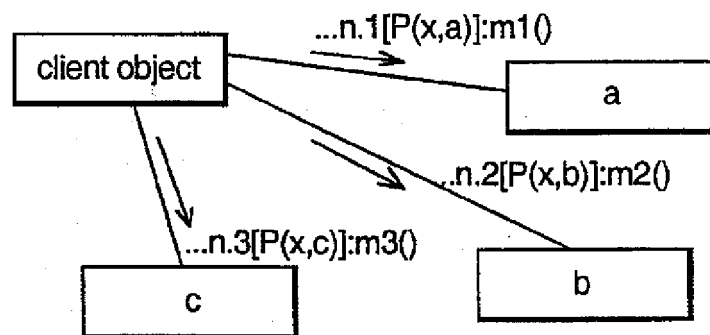 ...n.1[P(x,a)]:m1()
client object
a
...n.2[P(x,b)]:m2()
...n.3[P(x,c)]:m3()
b
c